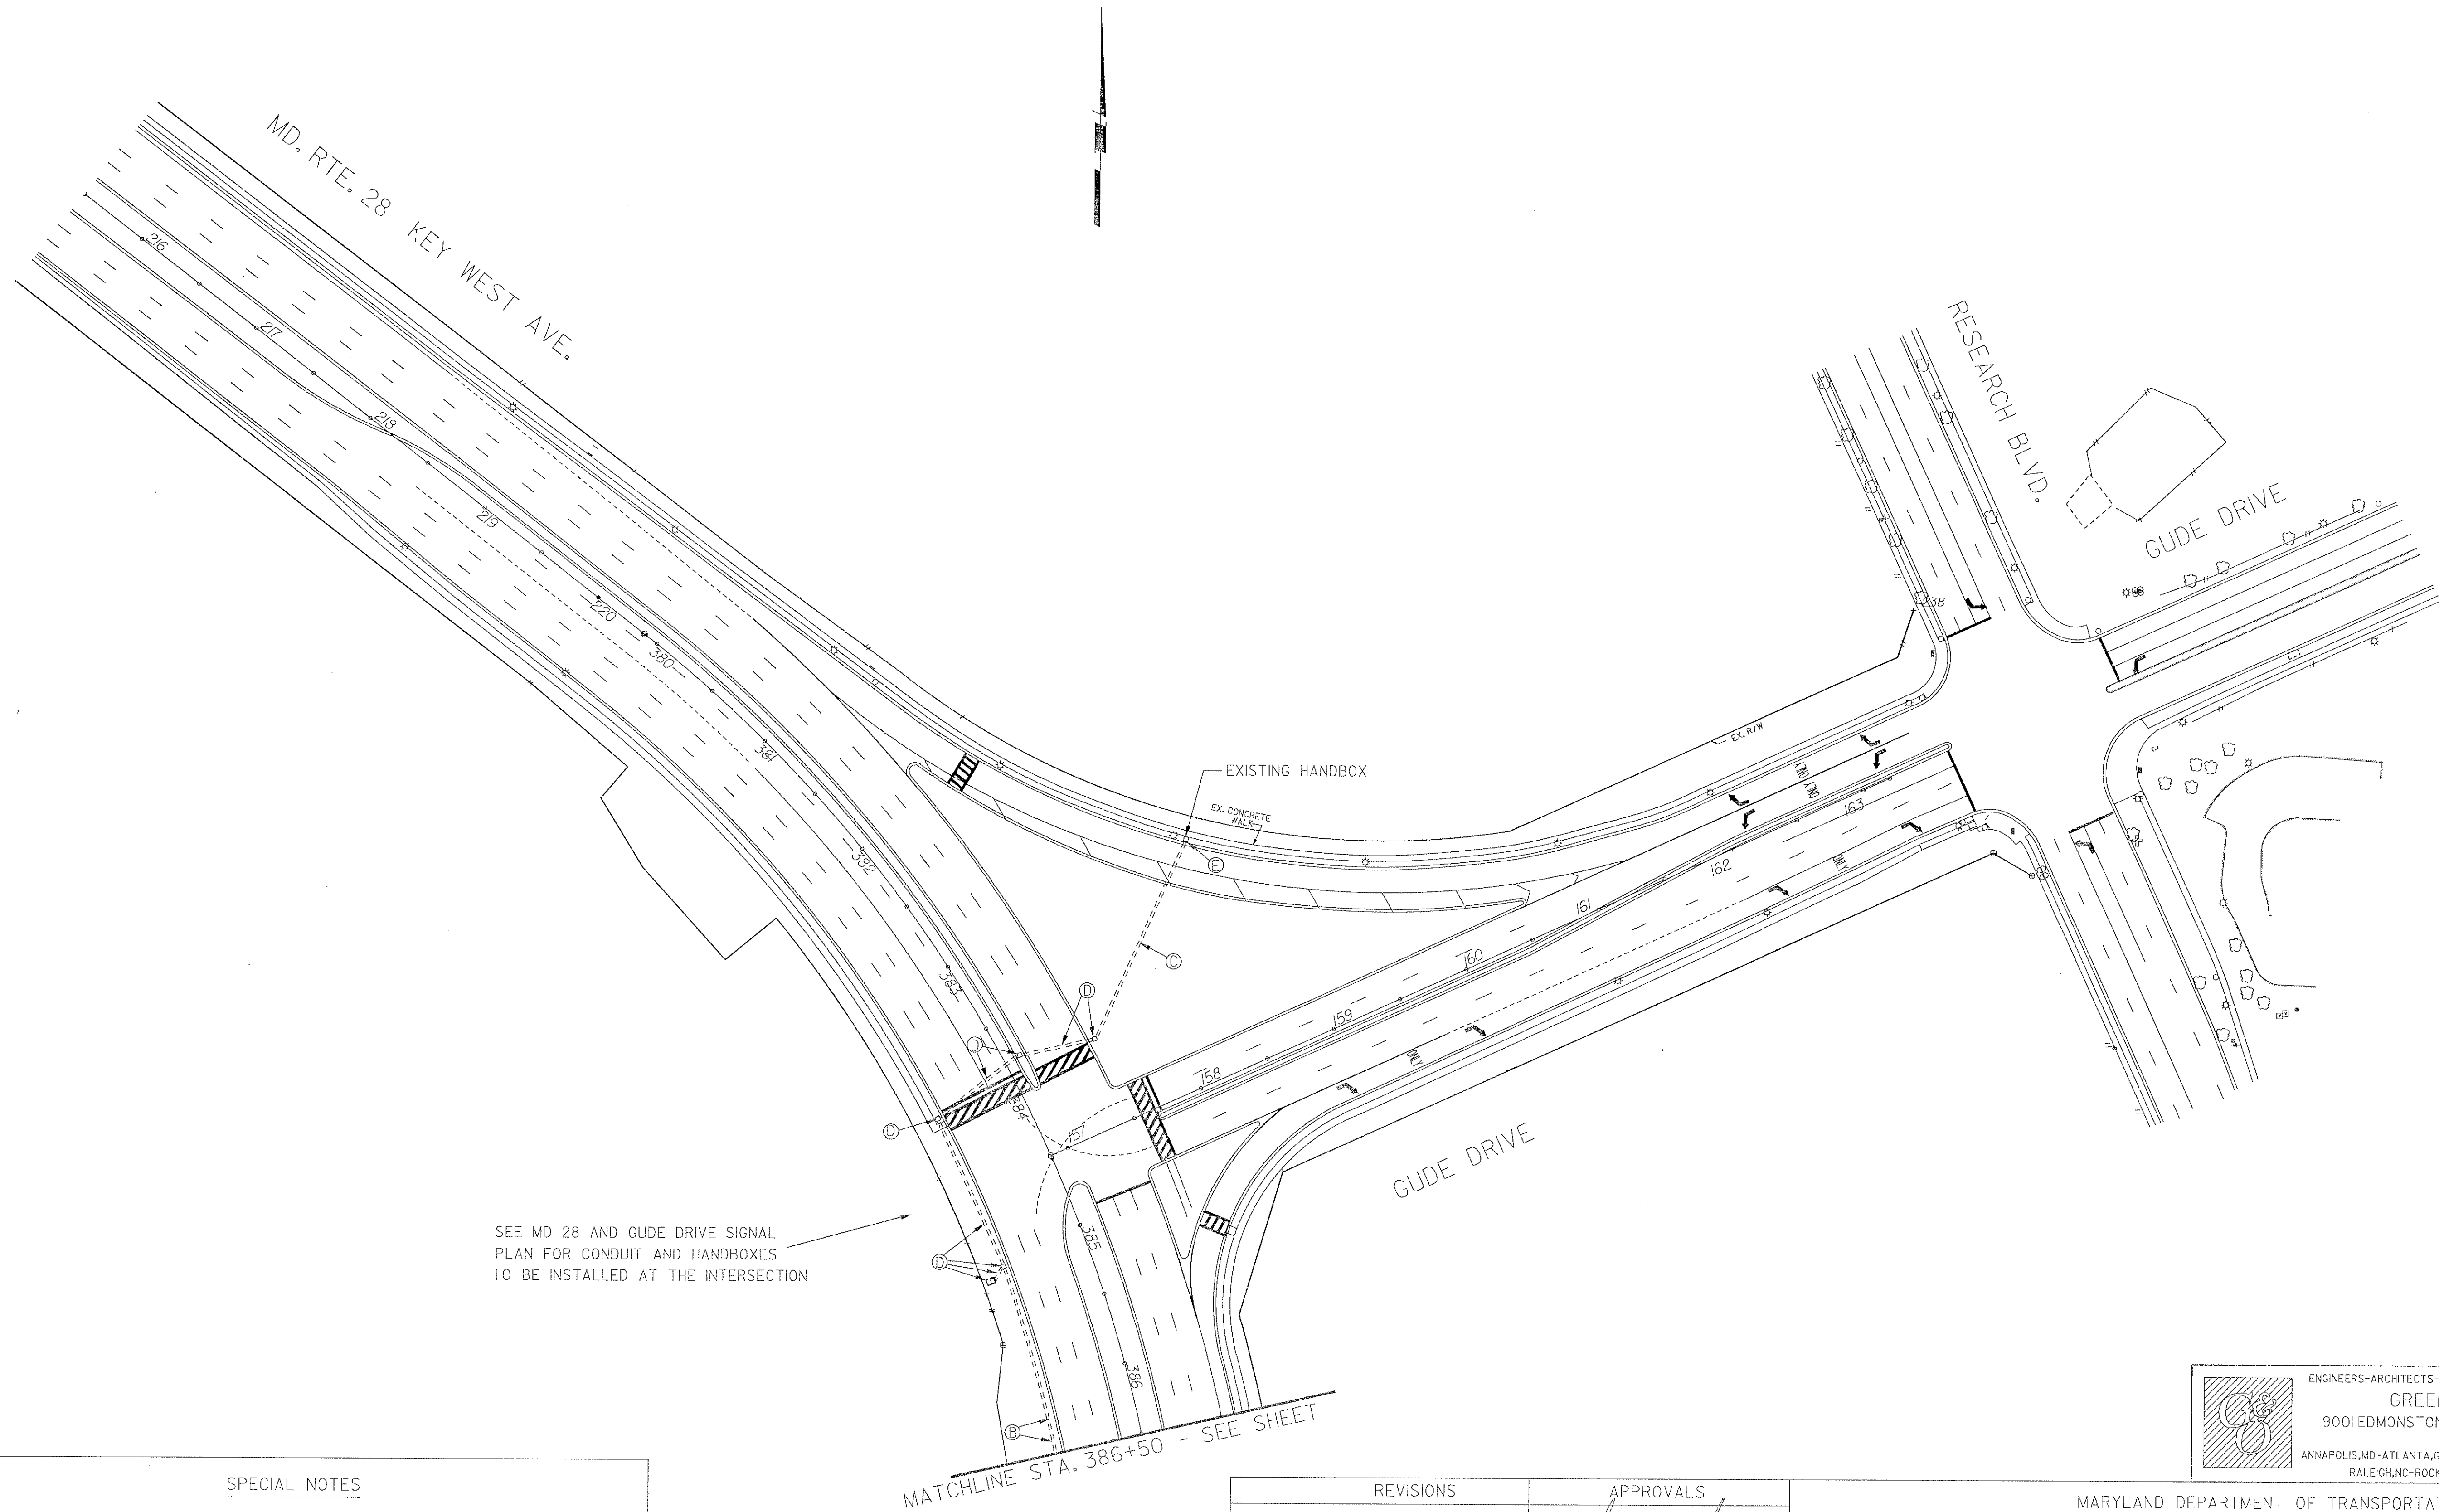 MD. RTE. 28 KEY WEST AVE.
216
217
218
219
220
380
381
382
383
384
385
386
RESEARCH BLVD.
GUDE DRIVE
238
EX. R/W
EXISTING HANDBOX
EX. CONCRETE
WALK
E
C
D
D
D
D
B
ONLY
ONLY
ONLY
ONLY
163
162
161
160
159
158
157
GUDE DRIVE
SEE MD 28 AND GUDE DRIVE SIGNAL
PLAN FOR CONDUIT AND HANDBOXES
TO BE INSTALLED AT THE INTERSECTION
MATCHLINE STA. 386+50 - SEE SHEET
SPECIAL NOTES
REVISIONS
APPROVALS
G&O
ENGINEERS-ARCHITECTS-
GREE
9001 EDMONSTON
ANNAPOLIS,MD-ATLANTA,G
RALEIGH,NC-ROCK
MARYLAND DEPARTMENT OF TRANSPORTA